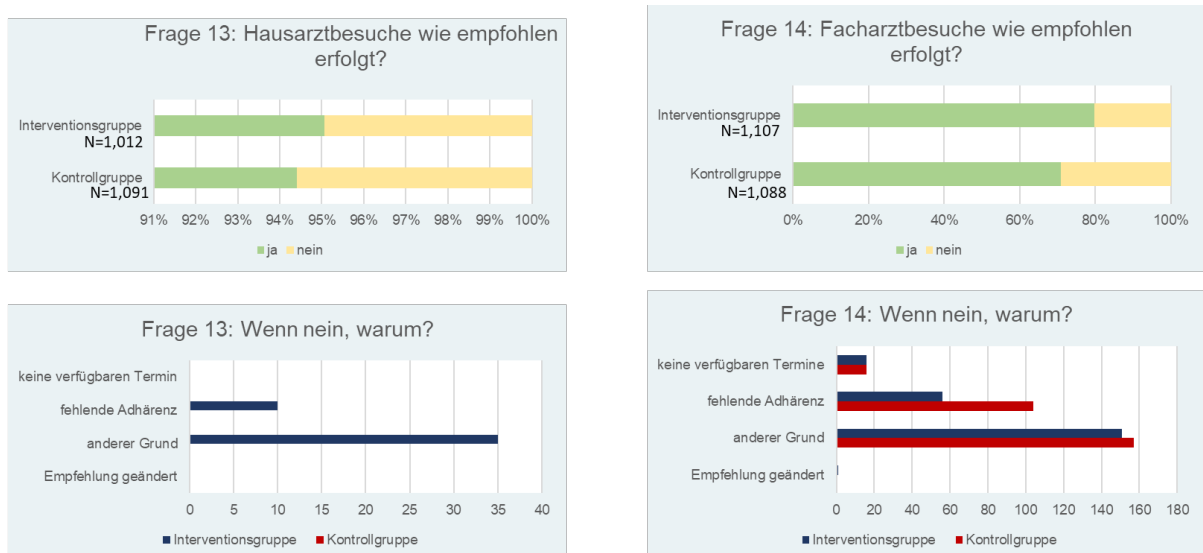 Frage 13: Hausarztbesuche wie empfohlen
erfolgt?
Interventionsgruppe
N=1,012
Kontrollgruppe
N=1,091
91% 92% 93% 94% 95% 96% 97% 98% 99% 100%
ja nein
Frage 14: Facharztbesuche wie empfohlen
erfolgt?
Interventionsgruppe
N=1,107
Kontrollgruppe
N=1,088
0% 20% 40% 60% 80% 100%
ja nein
Frage 13: Wenn nein, warum?
keine verfügbaren Termin
fehlende Adhärenz
anderer Grund
Empfehlung geändert
0 5 10 15 20 25 30 35 40
Interventionsgruppe Kontrollgruppe
Frage 14: Wenn nein, warum?
keine verfügbaren Termine
fehlende Adhärenz
anderer Grund
Empfehlung geändert
0 20 40 60 80 100 120 140 160 180
Interventionsgruppe Kontrollgruppe